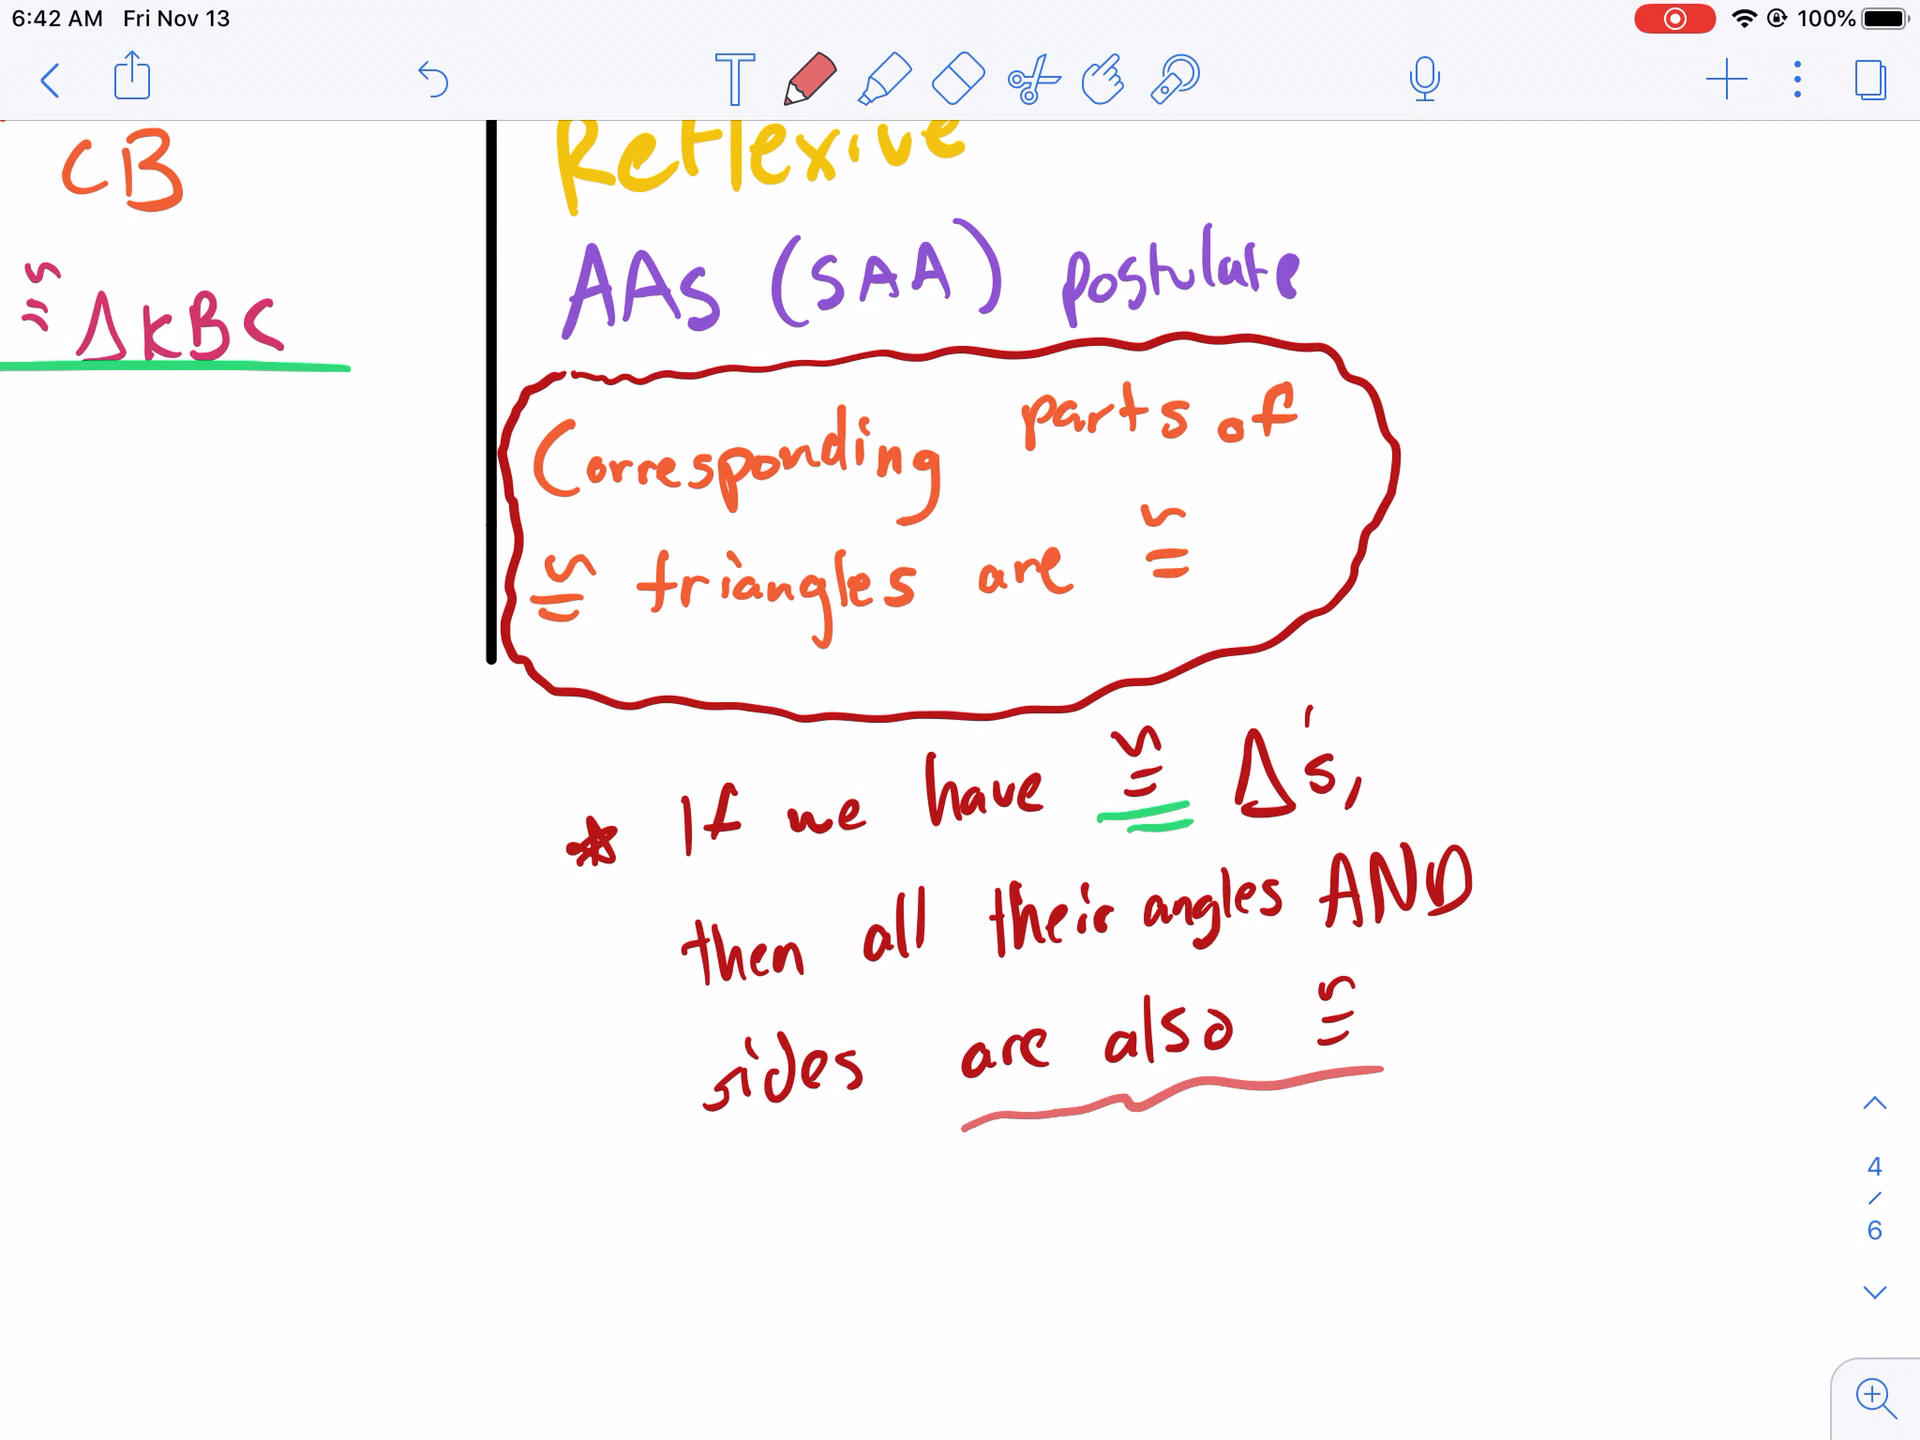 6:42 AM Fri Nov 13
100%
CB
Reflexive
AAS (SAA) postulate
≅ ΔKBC
Corresponding parts of
≅ triangles are ≅
* If we have ≅ Δ's,
then all their angles AND
sides are also ≅
4
/
6